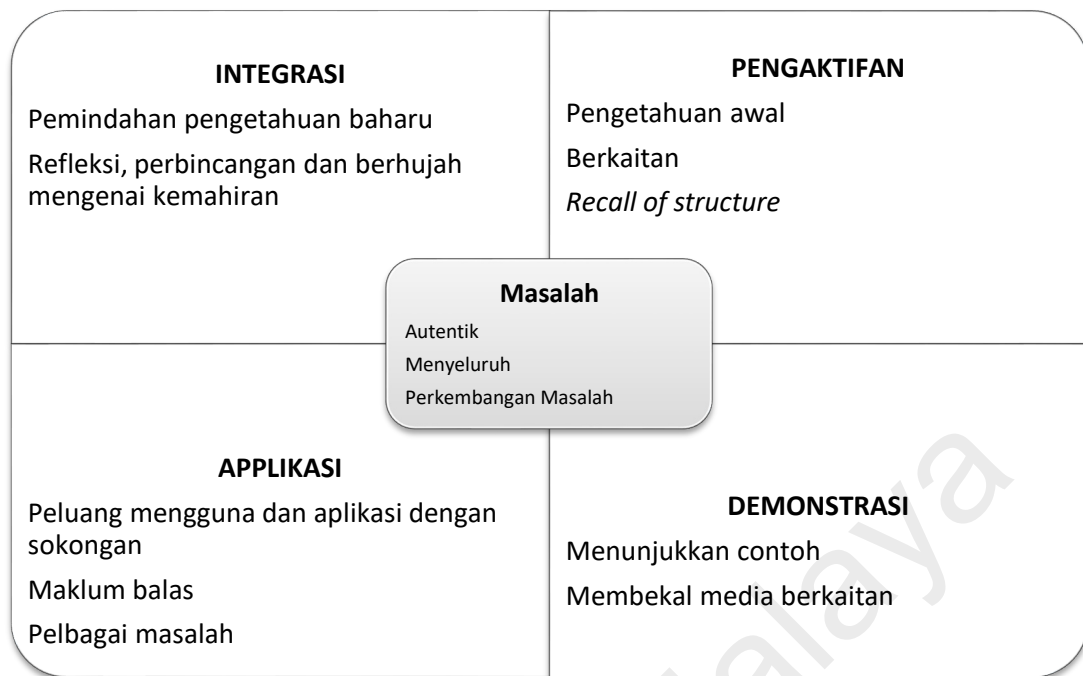 INTEGRASI
Pemindahan pengetahuan baharu
Refleksi, perbincangan dan berhujah
mengenai kemahiran
PENGAKTIFAN
Pengetahuan awal
Berkaitan
Recall of structure
Masalah
Autentik
Menyeluruh
Perkembangan Masalah
APPLIKASI
Peluang mengguna dan aplikasi dengan
sokongan
Maklum balas
Pelbagai masalah
DEMONSTRASI
Menunjukkan contoh
Membekal media berkaitan